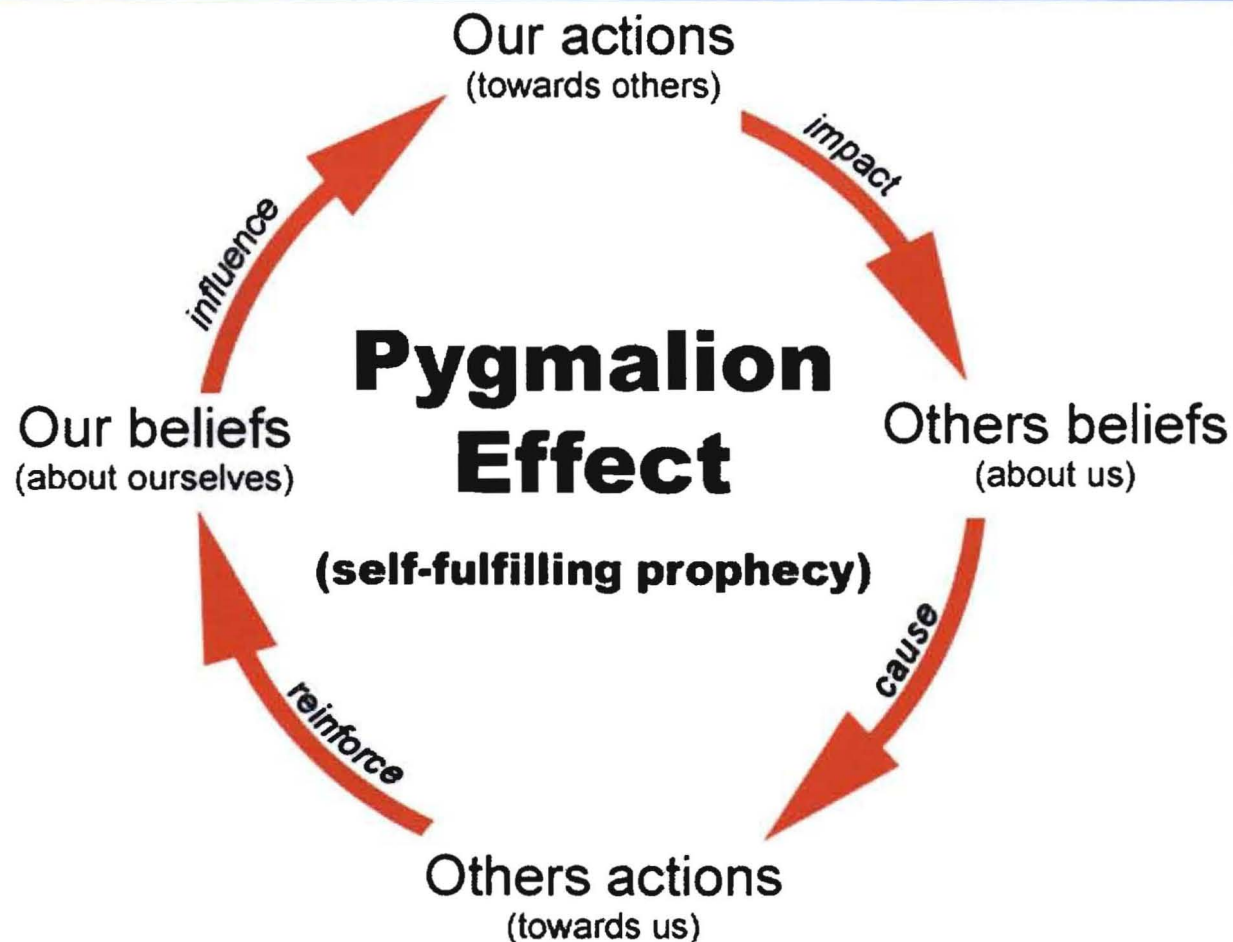 Our actions
(towards others)
impact
Others beliefs
(about us)
cause
Others actions
(towards us)
reinforce
Our beliefs
(about ourselves)
influence
Pygmalion
Effect
(self-fulfilling prophecy)